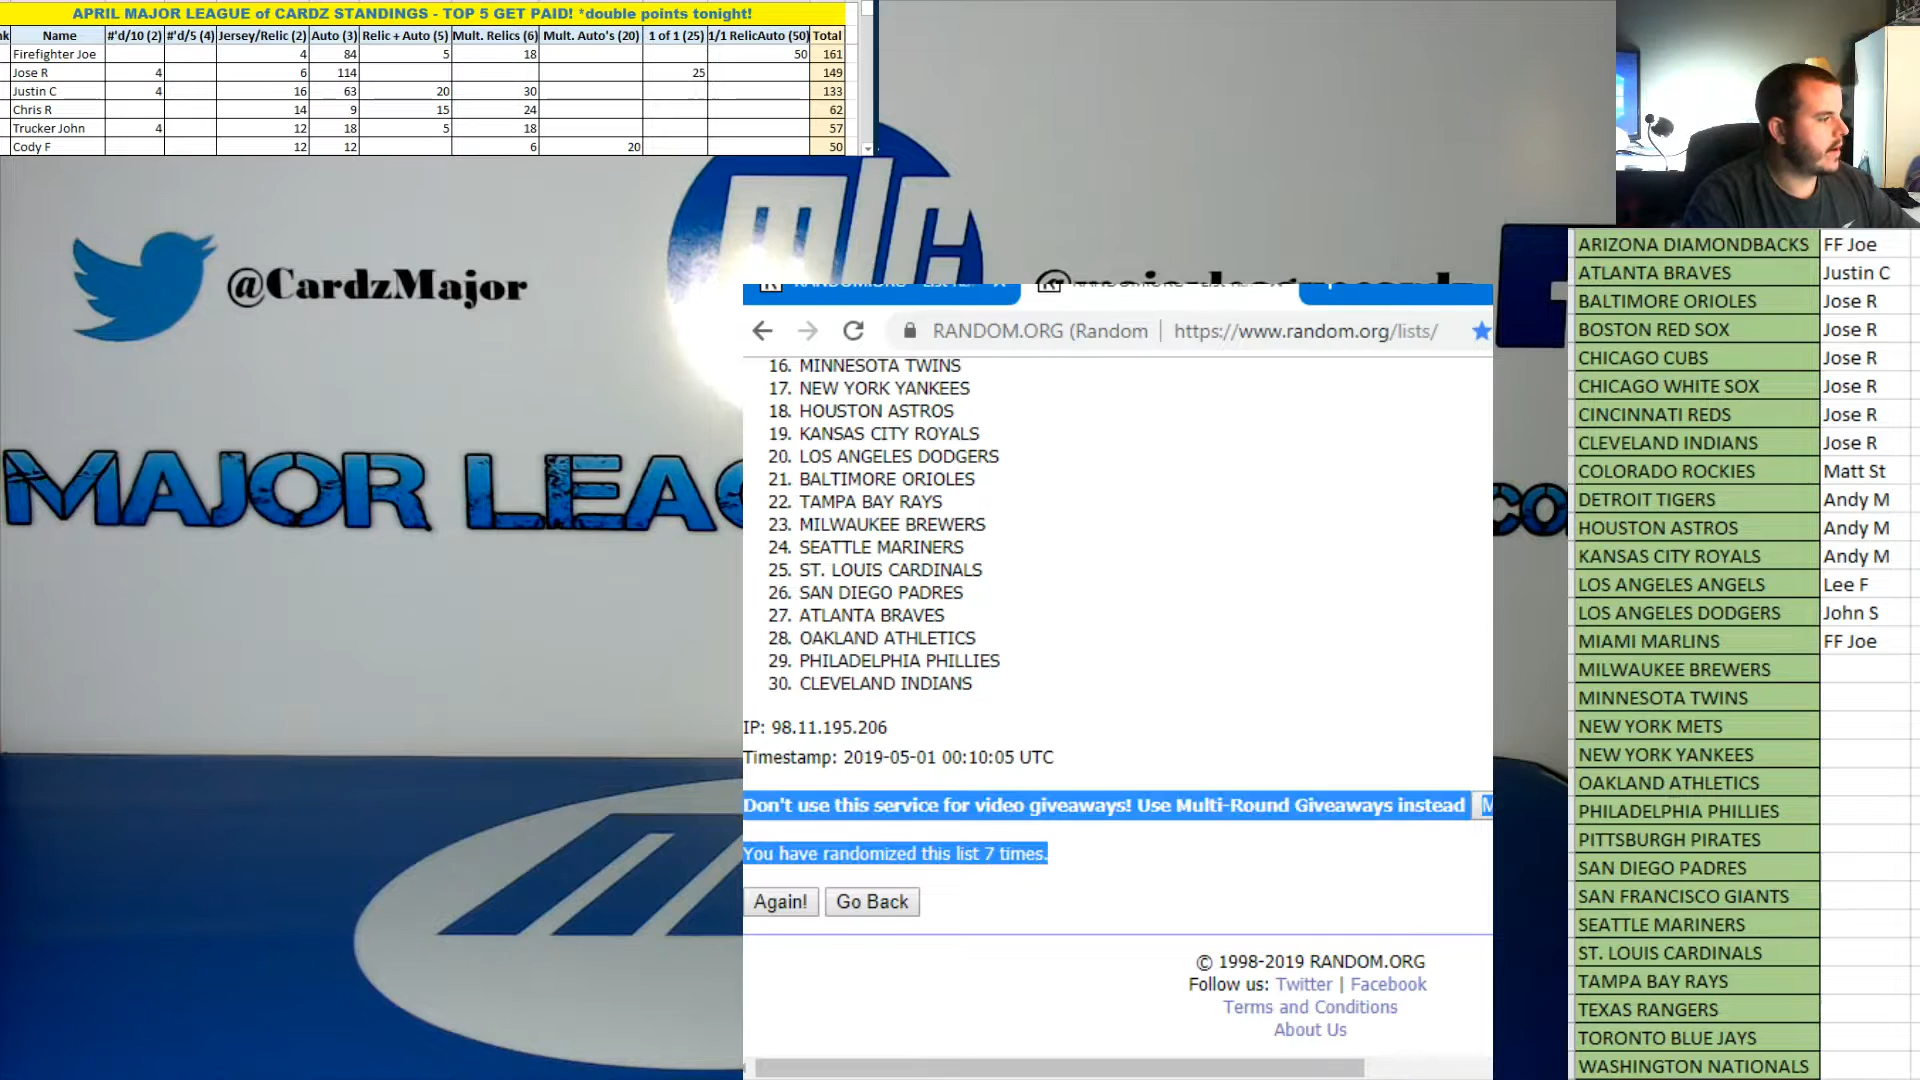 APRIL MAJOR LEAGUE of CARDZ STANDINGS - TOP 5 GET PAID! *double points tonight!
Name #'d/10 (2) #'d/5 (4) Jersey/Relic (2) Auto (3) Relic + Auto (5) Mult. Relics (6) Mult. Auto's (20) 1 of 1 (25) 1/1 RelicAuto (50) Total
Firefighter Joe 4 84 5 18 50 161
Jose R 4 6 114 25 149
Justin C 4 16 63 20 30 133
Chris R 14 9 15 24 62
Trucker John 4 12 18 5 18 57
Cody F 12 12 6 20 50
@CardzMajor
MAJOR LEAG
RANDOM.ORG (Random | https://www.random.org/lists/
16. MINNESOTA TWINS
17. NEW YORK YANKEES
18. HOUSTON ASTROS
19. KANSAS CITY ROYALS
20. LOS ANGELES DODGERS
21. BALTIMORE ORIOLES
22. TAMPA BAY RAYS
23. MILWAUKEE BREWERS
24. SEATTLE MARINERS
25. ST. LOUIS CARDINALS
26. SAN DIEGO PADRES
27. ATLANTA BRAVES
28. OAKLAND ATHLETICS
29. PHILADELPHIA PHILLIES
30. CLEVELAND INDIANS
IP: 98.11.195.206
Timestamp: 2019-05-01 00:10:05 UTC
Don't use this service for video giveaways! Use Multi-Round Giveaways instead
You have randomized this list 7 times.
Again! Go Back
© 1998-2019 RANDOM.ORG
Follow us: Twitter | Facebook
Terms and Conditions
About Us
ARIZONA DIAMONDBACKS FF Joe
ATLANTA BRAVES Justin C
BALTIMORE ORIOLES Jose R
BOSTON RED SOX Jose R
CHICAGO CUBS Jose R
CHICAGO WHITE SOX Jose R
CINCINNATI REDS Jose R
CLEVELAND INDIANS Jose R
COLORADO ROCKIES Matt St
DETROIT TIGERS Andy M
HOUSTON ASTROS Andy M
KANSAS CITY ROYALS Andy M
LOS ANGELES ANGELS Lee F
LOS ANGELES DODGERS John S
MIAMI MARLINS FF Joe
MILWAUKEE BREWERS
MINNESOTA TWINS
NEW YORK METS
NEW YORK YANKEES
OAKLAND ATHLETICS
PHILADELPHIA PHILLIES
PITTSBURGH PIRATES
SAN DIEGO PADRES
SAN FRANCISCO GIANTS
SEATTLE MARINERS
ST. LOUIS CARDINALS
TAMPA BAY RAYS
TEXAS RANGERS
TORONTO BLUE JAYS
WASHINGTON NATIONALS